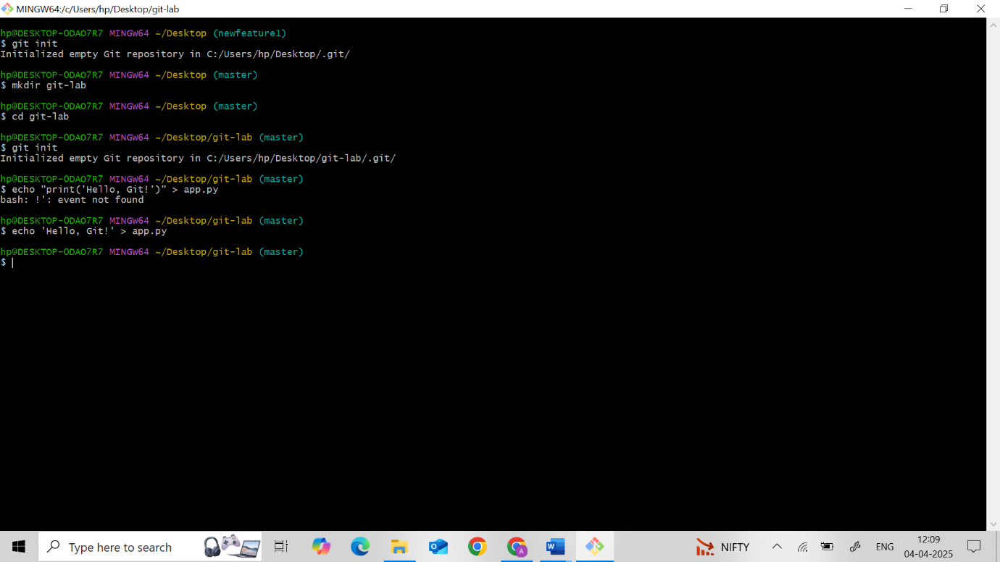 MINGW64:/c/Users/hp/Desktop/git-lab
hp@DESKTOP-ODAO7R7 MINGW64 ~/Desktop (newfeature1)
$ git init
Initialized empty Git repository in C:/Users/hp/Desktop/.git/
hp@DESKTOP-ODAO7R7 MINGW64 ~/Desktop (master)
$ mkdir git-lab
hp@DESKTOP-ODAO7R7 MINGW64 ~/Desktop (master)
$ cd git-lab
hp@DESKTOP-ODAO7R7 MINGW64 ~/Desktop/git-lab (master)
$ git init
Initialized empty Git repository in C:/Users/hp/Desktop/git-lab/.git/
hp@DESKTOP-ODAO7R7 MINGW64 ~/Desktop/git-lab (master)
$ echo "print('Hello, Git!')" > app.py
bash: !': event not found
hp@DESKTOP-ODAO7R7 MINGW64 ~/Desktop/git-lab (master)
$ echo 'Hello, Git!' > app.py
hp@DESKTOP-ODAO7R7 MINGW64 ~/Desktop/git-lab (master)
$
Type here to search
NIFTY
ENG
12:09
04-04-2025